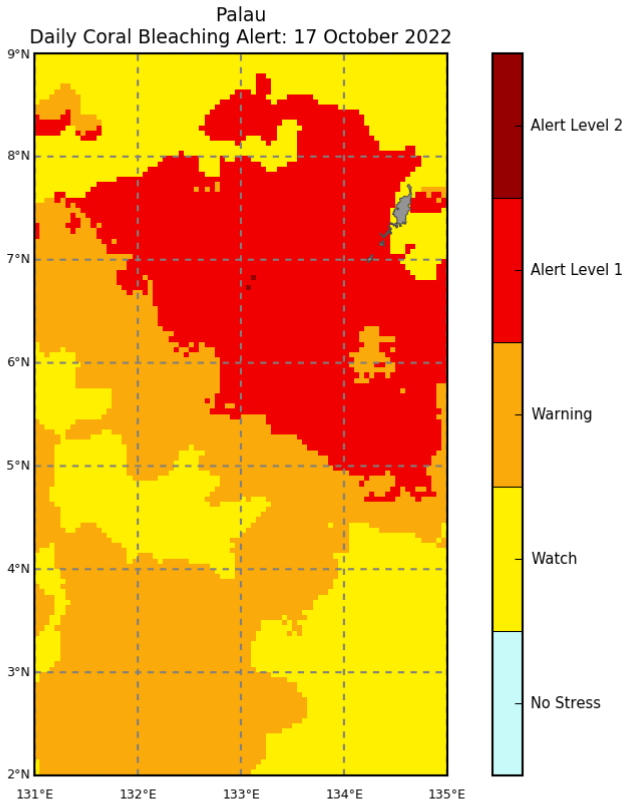 Palau
Daily Coral Bleaching Alert: 17 October 2022
9°N
8°N
7°N
6°N
5°N
4°N
3°N
2°N
131°E
132°E
133°E
134°E
135°E
Alert Level 2
Alert Level 1
Warning
Watch
No Stress